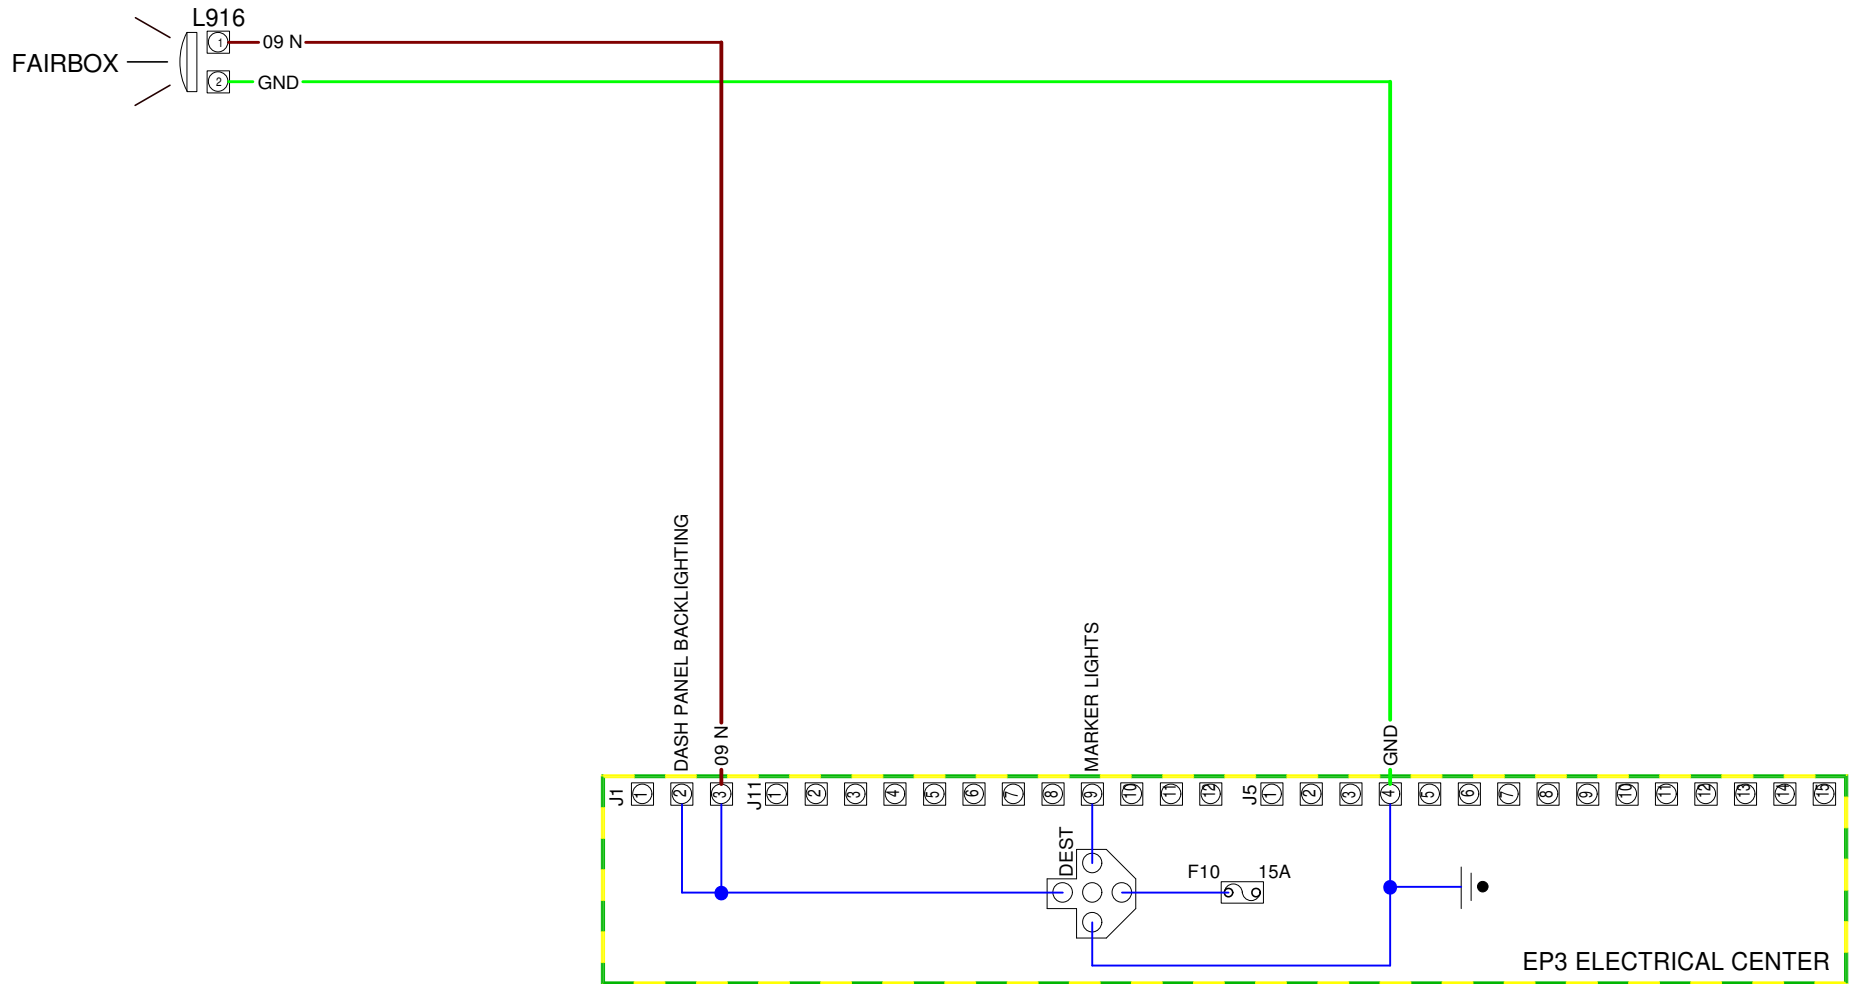 L916
FAIRBOX
1
09 N
2
GND
DASH PANEL BACKLIGHTING
09 N
MARKER LIGHTS
GND
J1
1
2
3
J11
1
2
3
4
5
6
7
8
9
10
11
12
J5
1
2
3
4
5
6
7
8
9
10
11
12
13
14
15
DEST
F10
15A
EP3 ELECTRICAL CENTER